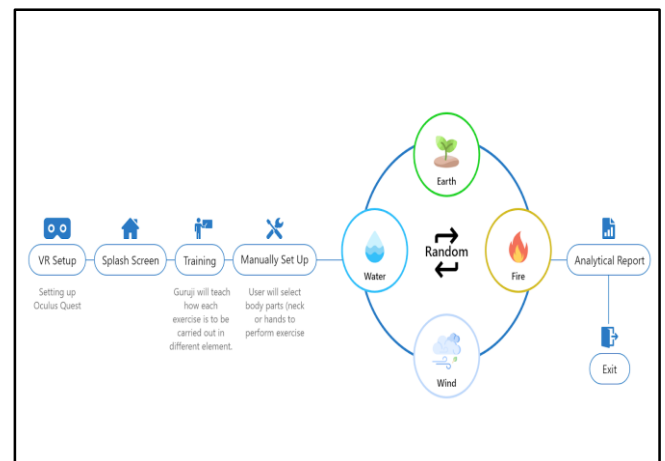 VR Setup
Setting up
Oculus Quest
Splash Screen
Training
Guruji will teach
how each
exercise is to be
carried out in
different element.
Manually Set Up
User will select
body parts (neck
or hands to
perform exercise
Earth
Water
Random
Fire
Wind
Analytical Report
Exit